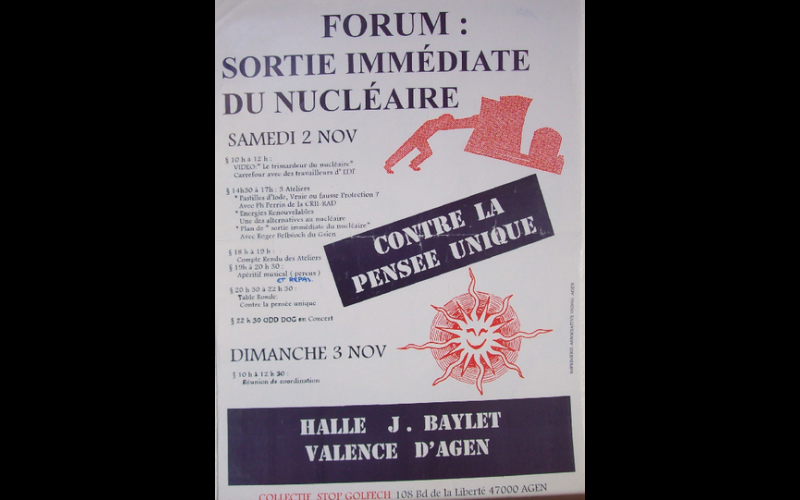 FORUM :
SORTIE IMMÉDIATE
DU NUCLÉAIRE
SAMEDI 2 NOV
§ 10 h à 12 h :
VIDEO:" Le trimardeur du nucléaire"
Carrefour avec des travailleurs d' EDF
§ 14h30 à 17h : 3 Ateliers
* Pastilles d'Iode, Vraie ou fausse Protection ?
Avec Ph Perrin de la CRII-RAD
* Energies Renouvelables
Une des alternatives au nucléaire
* Plan de " sortie immédiate du nucléaire"
Avec Roger Belbéoch du Gsien
§ 18 h à 19 h :
Compte Rendu des Ateliers
§ 19h à 20 h 30 :
Apéritif musical ( percus )
ET REPAS.
§ 20 h 30 à 22 h 30 :
Table Ronde:
Contre la pensée unique
§ 22 h 30 ODD DOG en Concert
CONTRE LA
PENSEE UNIQUE
DIMANCHE 3 NOV
§ 10 h à 12 h 30 :
Réunion de coordination
HALLE J. BAYLET
VALENCE D'AGEN
COLLECTIF STOP GOLFECH 108 Bd de la Liberté 47000 AGEN